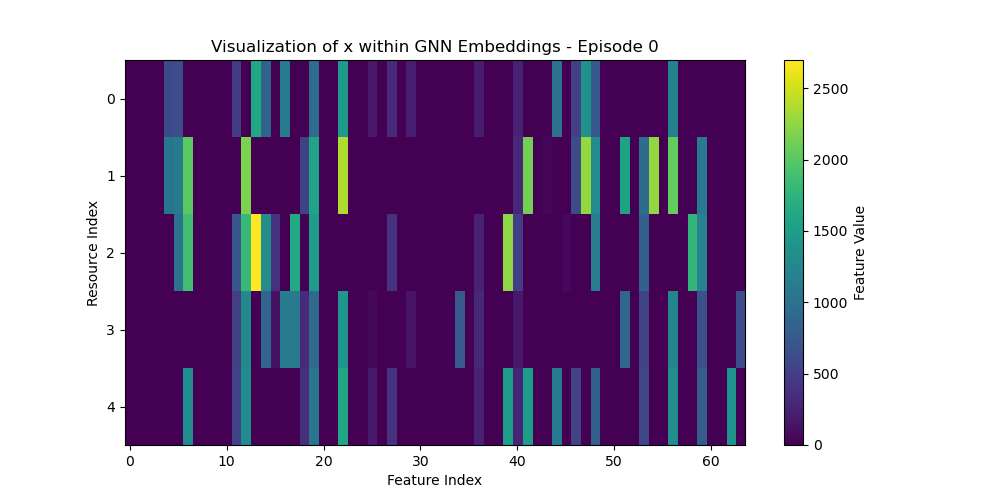 Visualization of x within GNN Embeddings - Episode 0
Resource Index
0
1
2
3
4
0 10 20 30 40 50 60
Feature Index
2500
2000
1500
1000
500
0
Feature Value